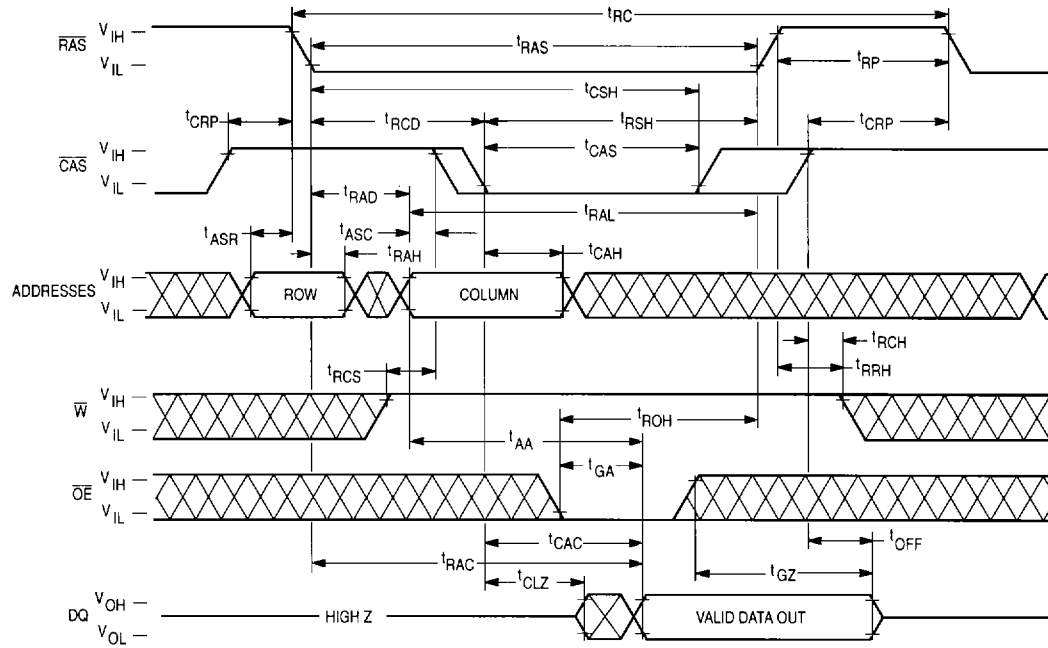 tRC
RAS VIH
VIL
tRAS
tRP
tCSH
tCRP tRCD tRSH tCRP
CAS VIH
VIL
tCAS
tRAD tRAL
tASR tASC tRAH tCAH
ADDRESSES VIH
VIL
ROW COLUMN
tRCH
tRCS tRRH
W VIH
VIL
tROH
tAA
tGA
OE VIH
VIL
tCAC tOFF
tRAC tGZ
tCLZ
DQ VOH
VOL
HIGH Z VALID DATA OUT